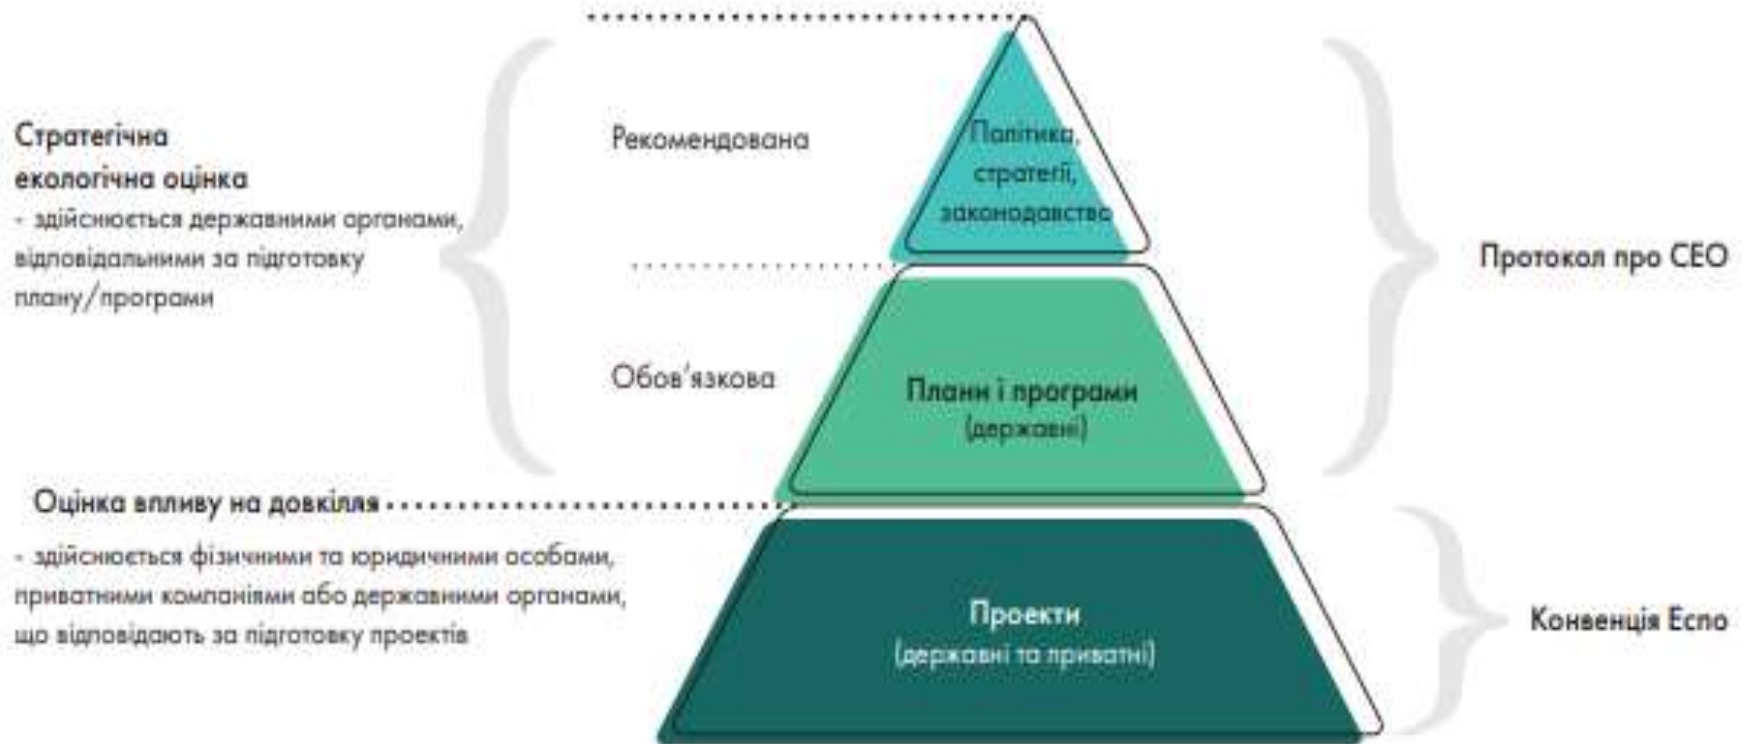 Стратегічна
екологічна оцінка
- здійснюється державними органами,
відповідальними за підготовку
плану/програми
Рекомендована
Політика,
стратегії,
законодавство
Протокол про СЕО
Обов'язкова
Плани і програми
(державні)
Оцінка впливу на довкілля
- здійснюється фізичними та юридичними особами,
приватними компаніями або державними органами,
що відповідають за підготовку проектів
Проекти
(державні та приватні)
Конвенція Еспо